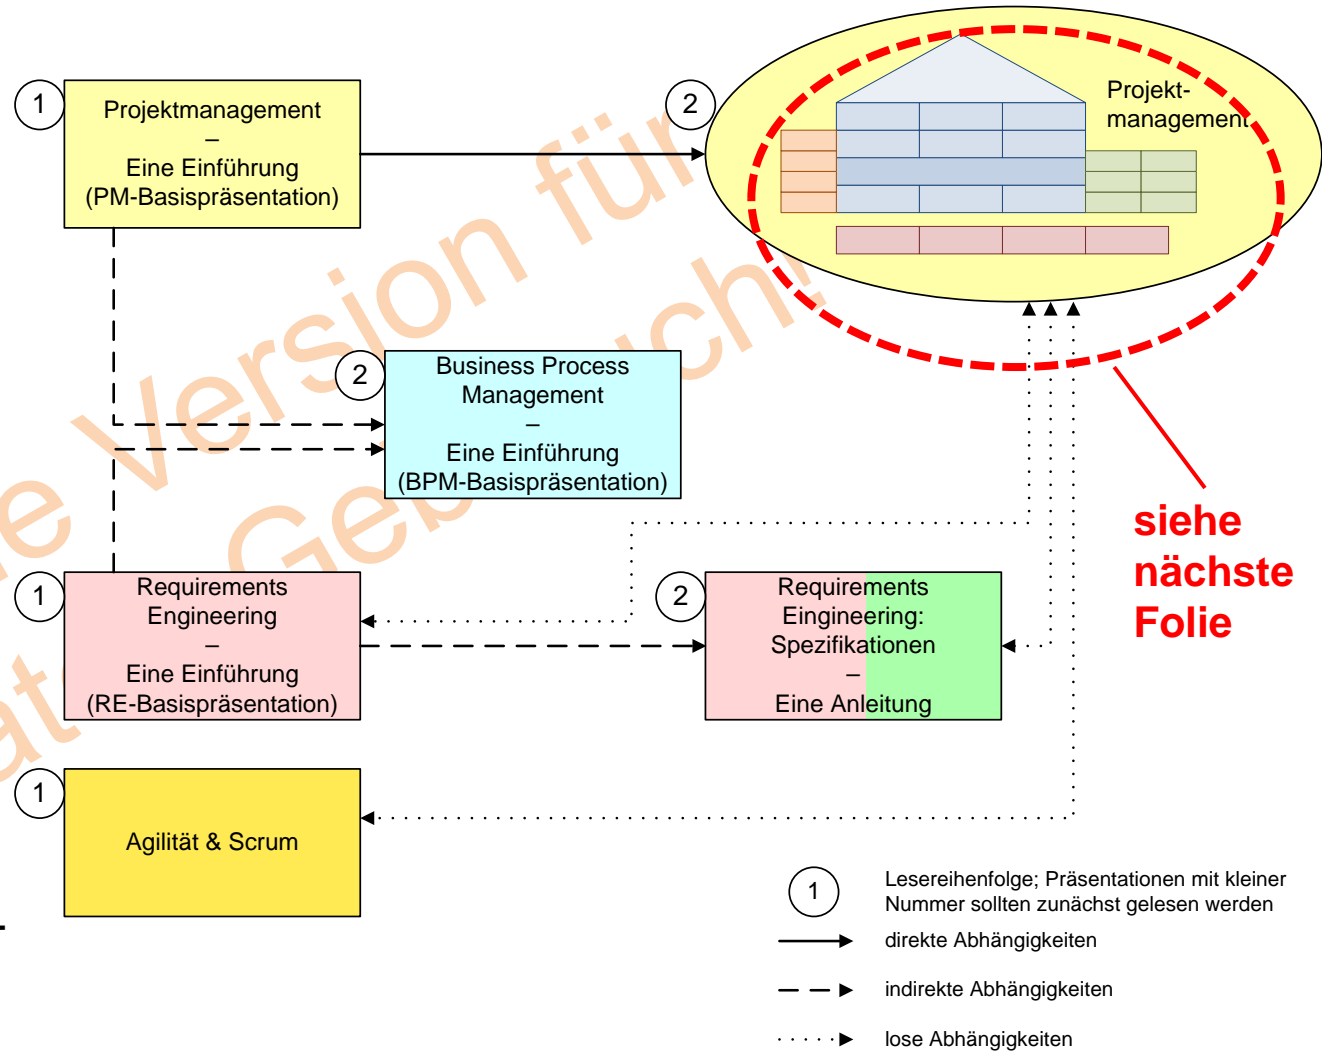 1
Projektmanagement
–
Eine Einführung
(PM-Basispräsentation)
2
Projekt-
management
2
Business Process
Management
–
Eine Einführung
(BPM-Basispräsentation)
siehe
nächste
Folie
1
Requirements
Engineering
–
Eine Einführung
(RE-Basispräsentation)
2
Requirements
Eingineering:
Spezifikationen
–
Eine Anleitung
1
Agilität & Scrum
1
Lesereihenfolge; Präsentationen mit kleiner
Nummer sollten zunächst gelesen werden
direkte Abhängigkeiten
indirekte Abhängigkeiten
lose Abhängigkeiten
Version für